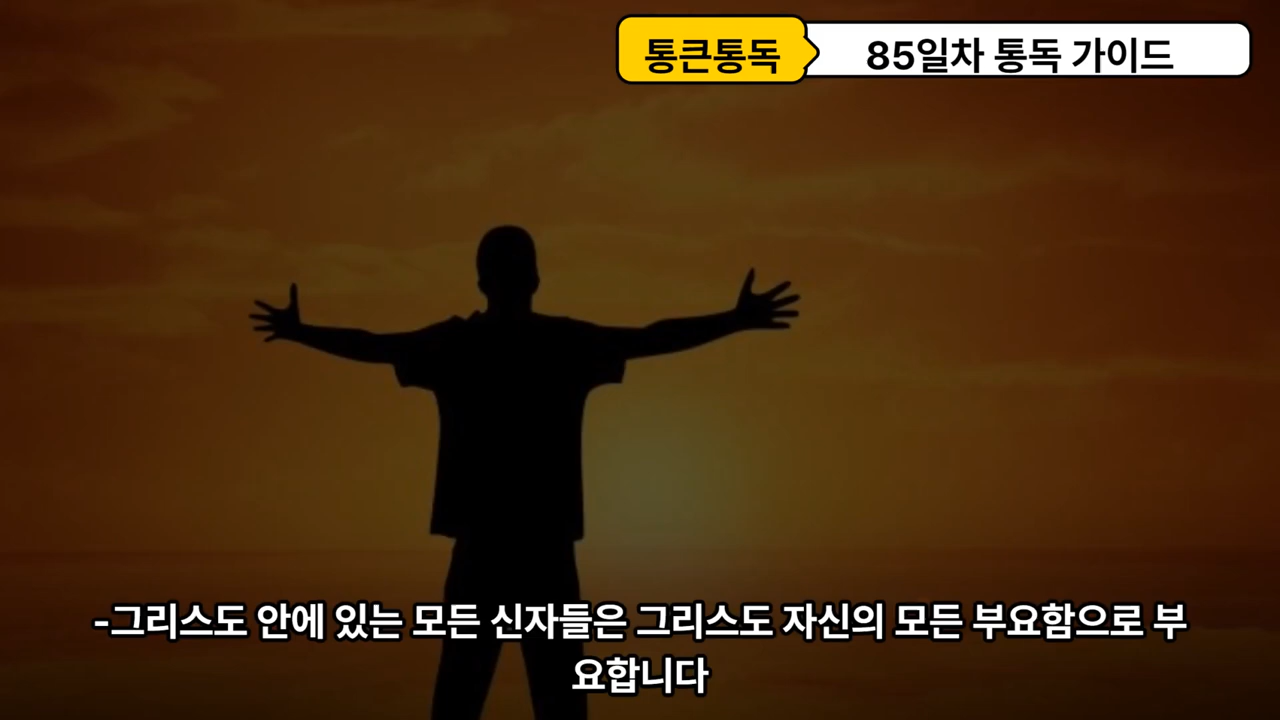 통큰통독
85일차 통독 가이드
-그리스도 안에 있는 모든 신자들은 그리스도 자신의 모든 부요함으로 부
요합니다